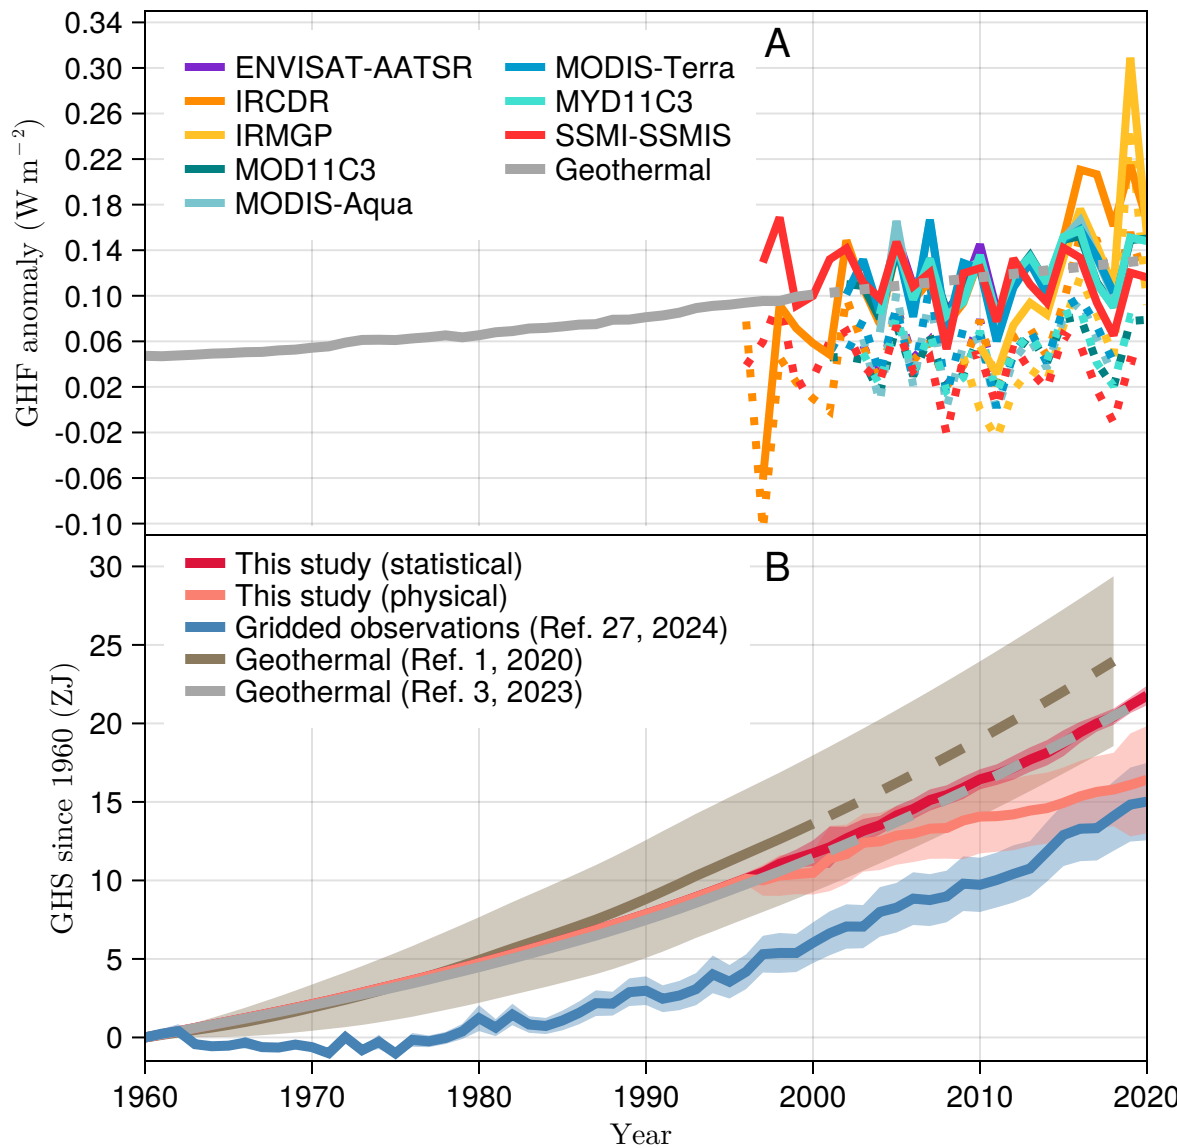 0.34
0.30
0.26
0.22
0.18
0.14
0.10
0.06
0.02
-0.02
-0.06
-0.10
GHF anomaly (W m−2)
A
ENVISAT-AATSR
IRCDR
IRMGP
MOD11C3
MODIS-Aqua
MODIS-Terra
MYD11C3
SSMI-SSMIS
Geothermal
30
25
20
15
10
5
0
GHS since 1960 (ZJ)
B
This study (statistical)
This study (physical)
Gridded observations (Ref. 27, 2024)
Geothermal (Ref. 1, 2020)
Geothermal (Ref. 3, 2023)
1960 1970 1980 1990 2000 2010 2020
Year